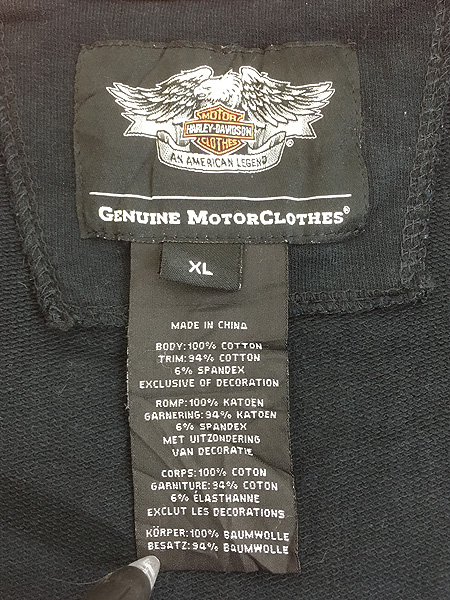 MOTOR
HARLEY-DAVIDSON
CLOTHES
AN AMERICAN LEGEND
®
GENUINE MOTORCLOTHES®
XL
MADE IN CHINA
BODY: 100% COTTON
TRIM: 94% COTTON
6% SPANDEX
EXCLUSIVE OF DECORATION
ROMP: 100% KATOEN
GARNERING: 94% KATOEN
6% SPANDEX
MET UITZONDERING
VAN DECORATIE
CORPS: 100% COTON
GARNITURE: 94% COTON
6% ÉLASTHANNE
EXCLUT LES DECORATIONS
KÖRPER: 100% BAUMWOLLE
BESATZ: 94% BAUMWOLLE